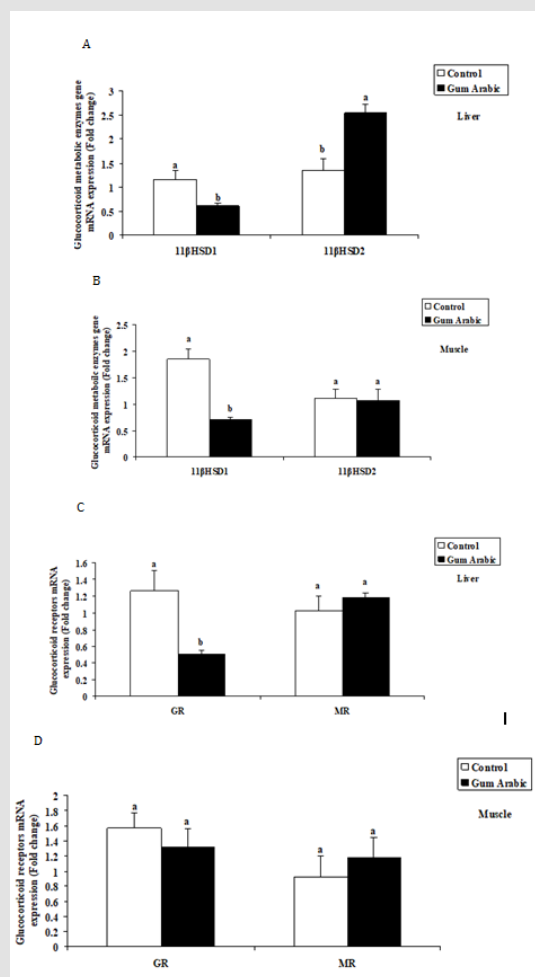 A
Control
Gum Arabic
Liver
Glucocorticoid metabolic enzymes gene
mRNA expression (Fold change)
3
2.5
2
1.5
1
0.5
0
a
b
b
a
11βHSD1
11βHSD2
B
Control
Gum Arabic
Muscle
Glucocorticoid metaboilc enzymes gene
mRNA expression (Fold change)
2.5
2
1.5
1
0.5
0
a
b
a
a
11βHSD1
11βHSD2
C
Control
Gum Arabic
Liver
Glucocorticoid receptors mRNA
expression (Fold change)
1.6
1.4
1.2
1
0.8
0.6
0.4
0.2
0
a
b
a
a
GR
MR
D
Control
Gum Arabic
Muscle
Glucocorticoid receptors mRNA
expression (Fold change)
2
1.8
1.6
1.4
1.2
1
0.8
0.6
0.4
0.2
0
a
a
a
a
GR
MR